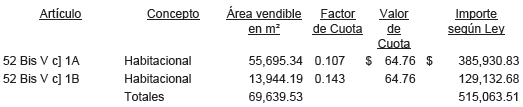 Artículo Concepto Área vendible en m² Factor de Cuota Valor de Cuota Importe según Ley
52 Bis V c] 1A Habitacional 55,695.34 0.107 $ 64.76 $ 385,930.83
52 Bis V c] 1B Habitacional 13,944.19 0.143 64.76 129,132.68
Totales 69,639.53 515,063.51